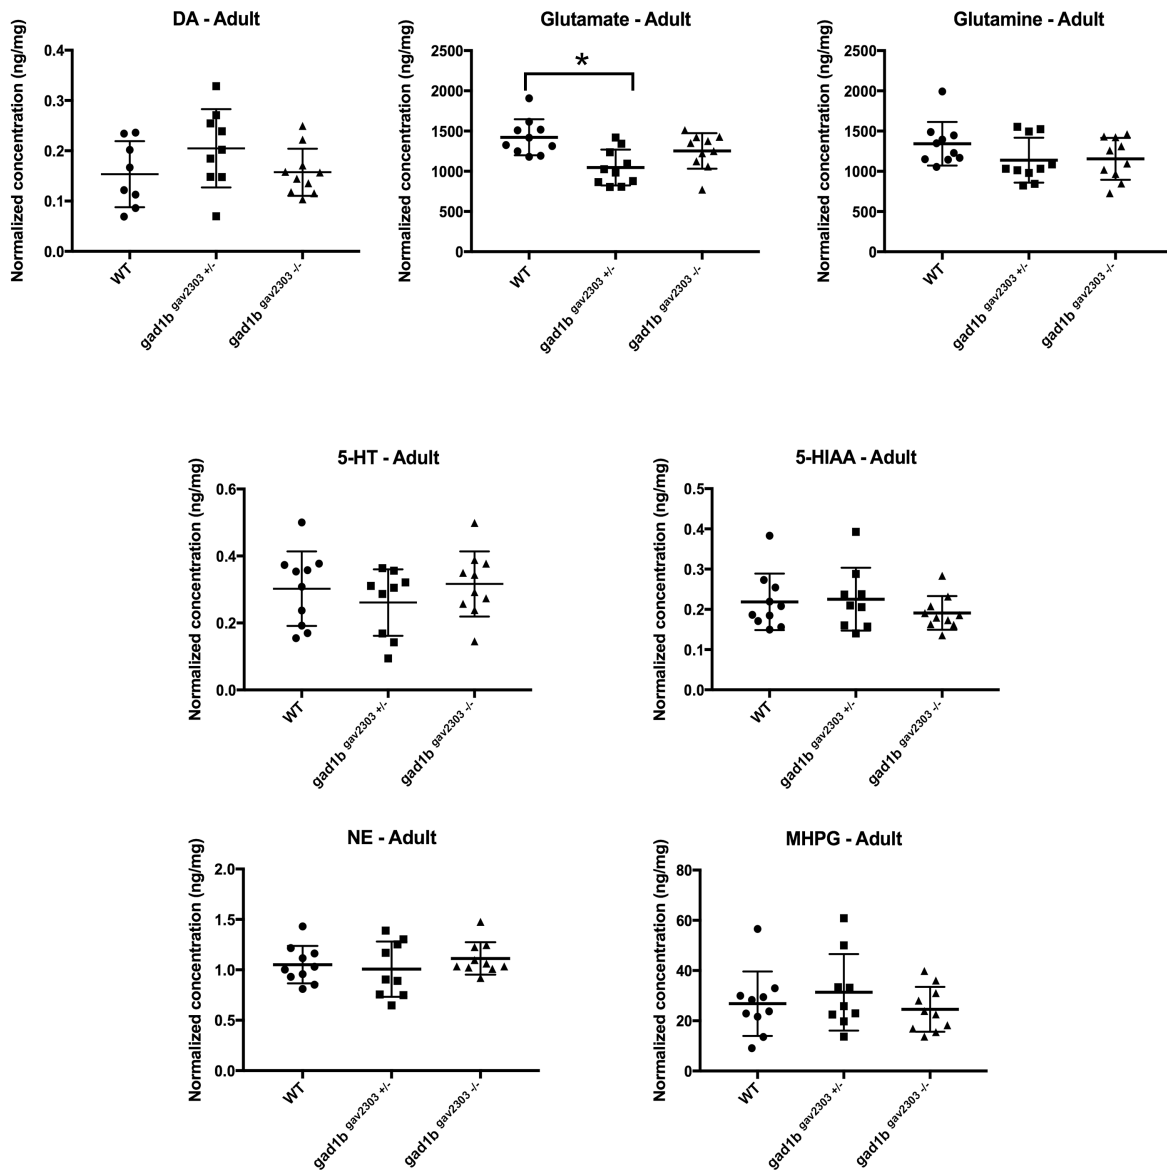 DA - Adult
Normalized concentration (ng/mg)
0.4
0.3
0.2
0.1
0.0
WT
gad1b gav2303 +/-
gad1b gav2303 -/-
Glutamate - Adult
Normalized concentration (ng/mg)
2500
2000
1500
1000
500
0
*
WT
gad1b gav2303 +/-
gad1b gav2303 -/-
Glutamine - Adult
Normalized concentration (ng/mg)
2500
2000
1500
1000
500
0
WT
gad1b gav2303 +/-
gad1b gav2303 -/-
5-HT - Adult
Normalized concentration (ng/mg)
0.6
0.4
0.2
0.0
WT
gad1b gav2303 +/-
gad1b gav2303 -/-
5-HIAA - Adult
Normalized concentration (ng/mg)
0.5
0.4
0.3
0.2
0.1
0.0
WT
gad1b gav2303 +/-
gad1b gav2303 -/-
NE - Adult
Normalized concentration (ng/mg)
2.0
1.5
1.0
0.5
0.0
WT
gad1b gav2303 +/-
gad1b gav2303 -/-
MHPG - Adult
Normalized concentration (ng/mg)
80
60
40
20
0
WT
gad1b gav2303 +/-
gad1b gav2303 -/-